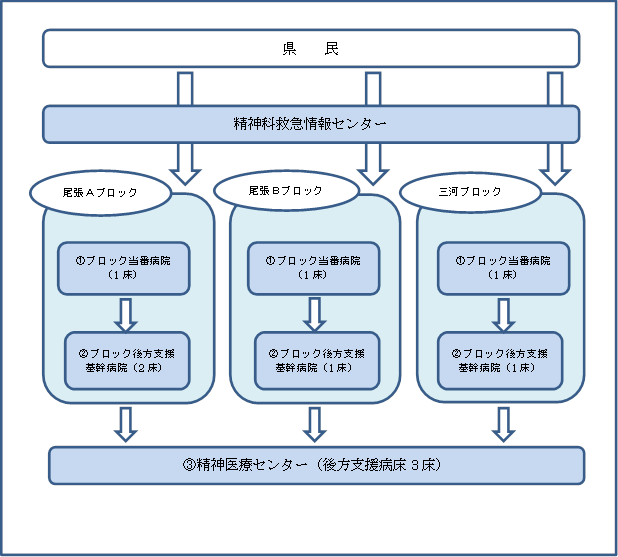 県　　民
精神科救急情報センター
尾張Aブロック
①ブロック当番病院
（1床）
②ブロック後方支援
基幹病院（2床）
尾張Bブロック
①ブロック当番病院
（1床）
②ブロック後方支援
基幹病院（1床）
三河ブロック
①ブロック当番病院
（1床）
②ブロック後方支援
基幹病院（1床）
③精神医療センター（後方支援病床3床）